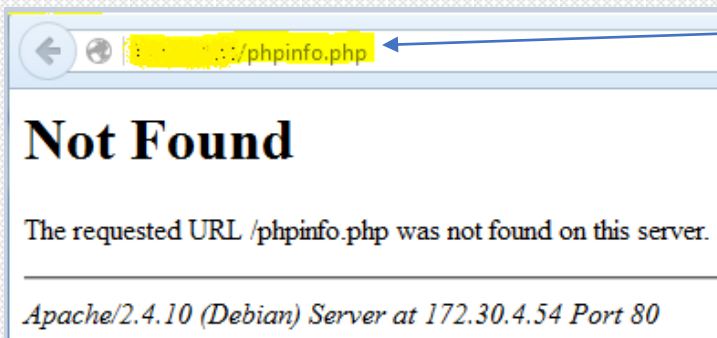 /phpinfo.php
Not Found
The requested URL /phpinfo.php was not found on this server.
Apache/2.4.10 (Debian) Server at 172.30.4.54 Port 80